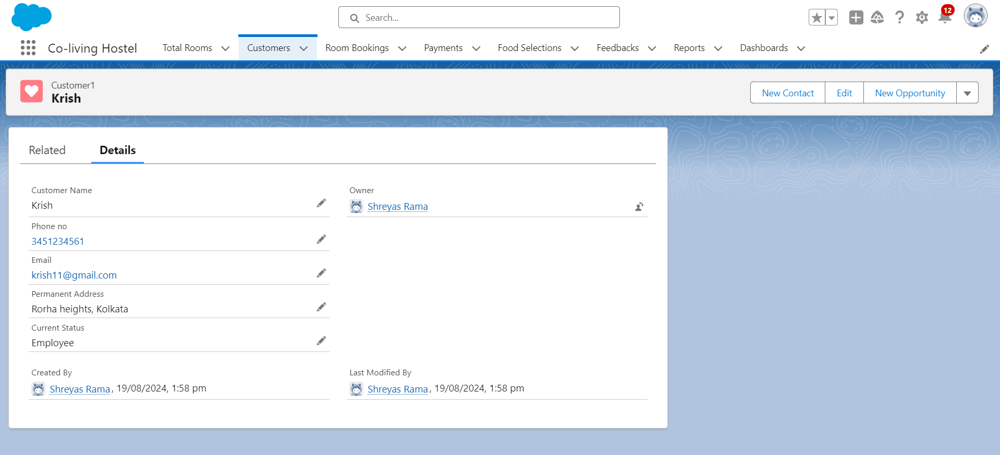 Search...
12
Co-living Hostel Total Rooms Customers Room Bookings Payments Food Selections Feedbacks Reports Dashboards
Customer1
Krish
New Contact Edit New Opportunity
Related Details
Customer Name
Krish
Owner
Shreyas Rama
Phone no
3451234561
Email
krish11@gmail.com
Permanent Address
Rorha heights, Kolkata
Current Status
Employee
Created By
Shreyas Rama, 19/08/2024, 1:58 pm
Last Modified By
Shreyas Rama, 19/08/2024, 1:58 pm